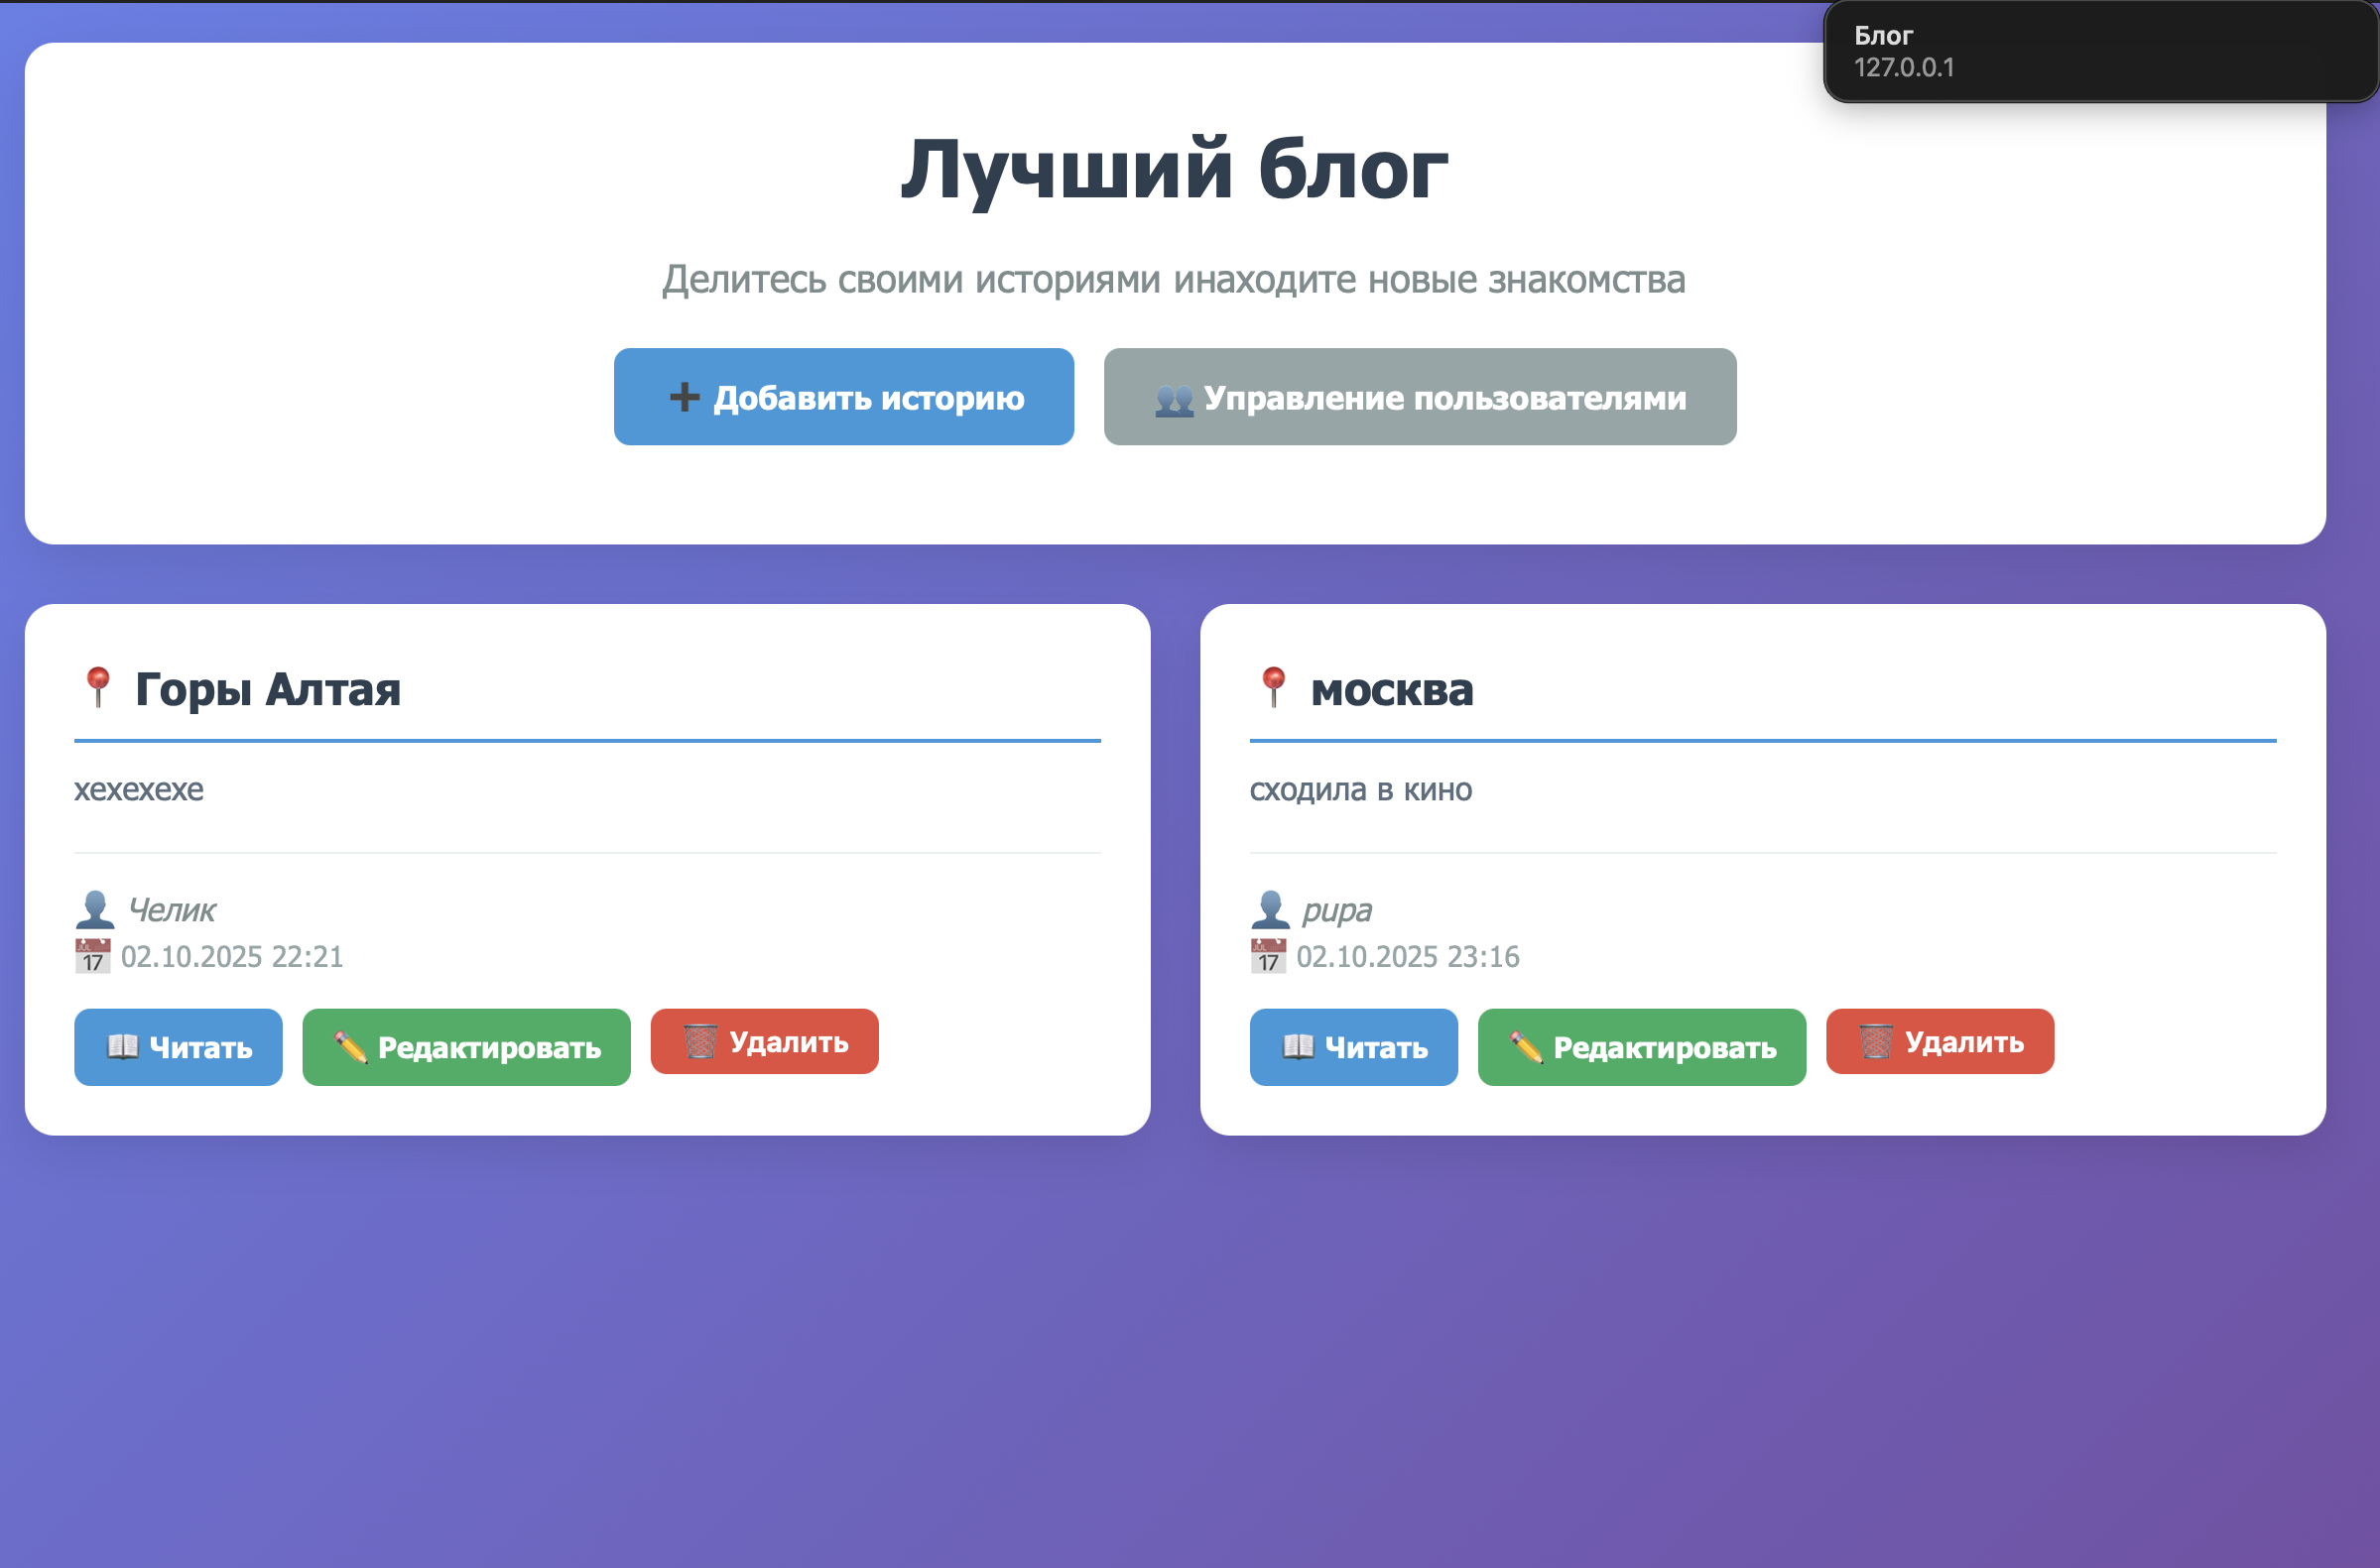 Блог
127.0.0.1
Лучший блог
Делитесь своими историями инаходите новые знакомства
➕ Добавить историю
👥 Управление пользователями
📍 Горы Алтая
хехехехе
👤 Челик
📅 02.10.2025 22:21
📖 Читать
✏️ Редактировать
🗑️ Удалить
📍 москва
сходила в кино
👤 pupa
📅 02.10.2025 23:16
📖 Читать
✏️ Редактировать
🗑️ Удалить